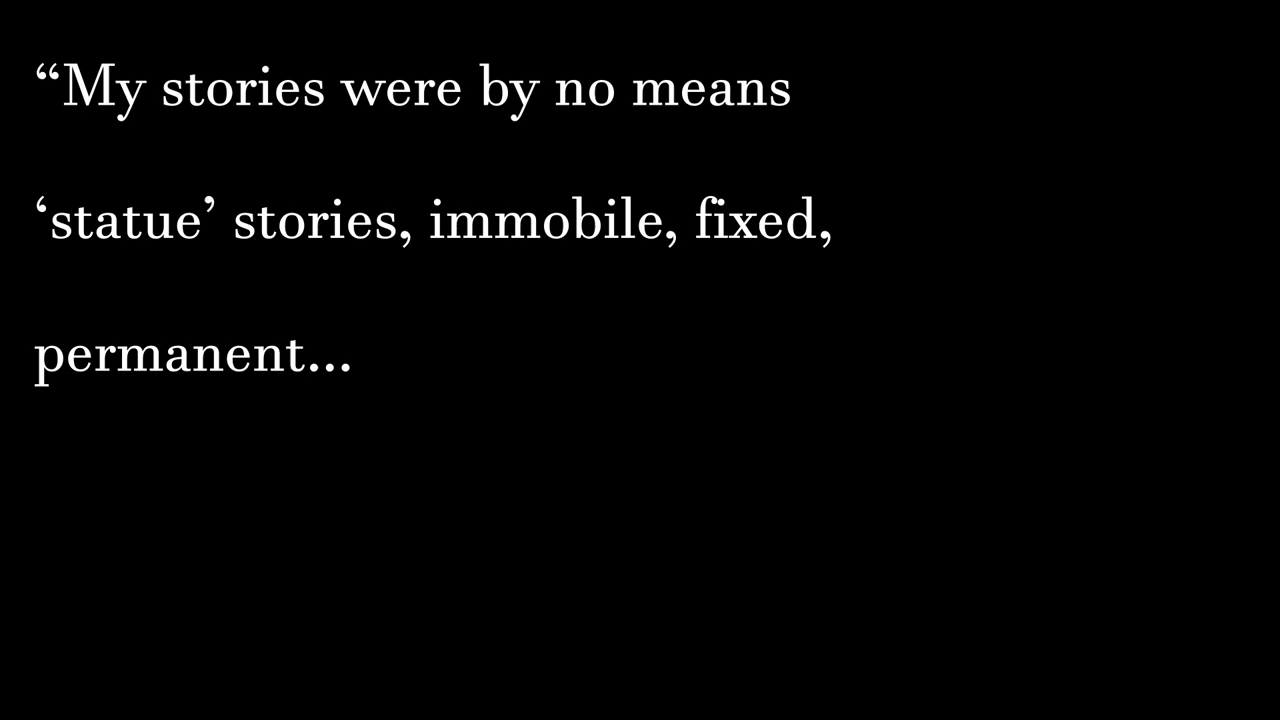 “My stories were by no means
‘statue’ stories, immobile, fixed,
permanent...